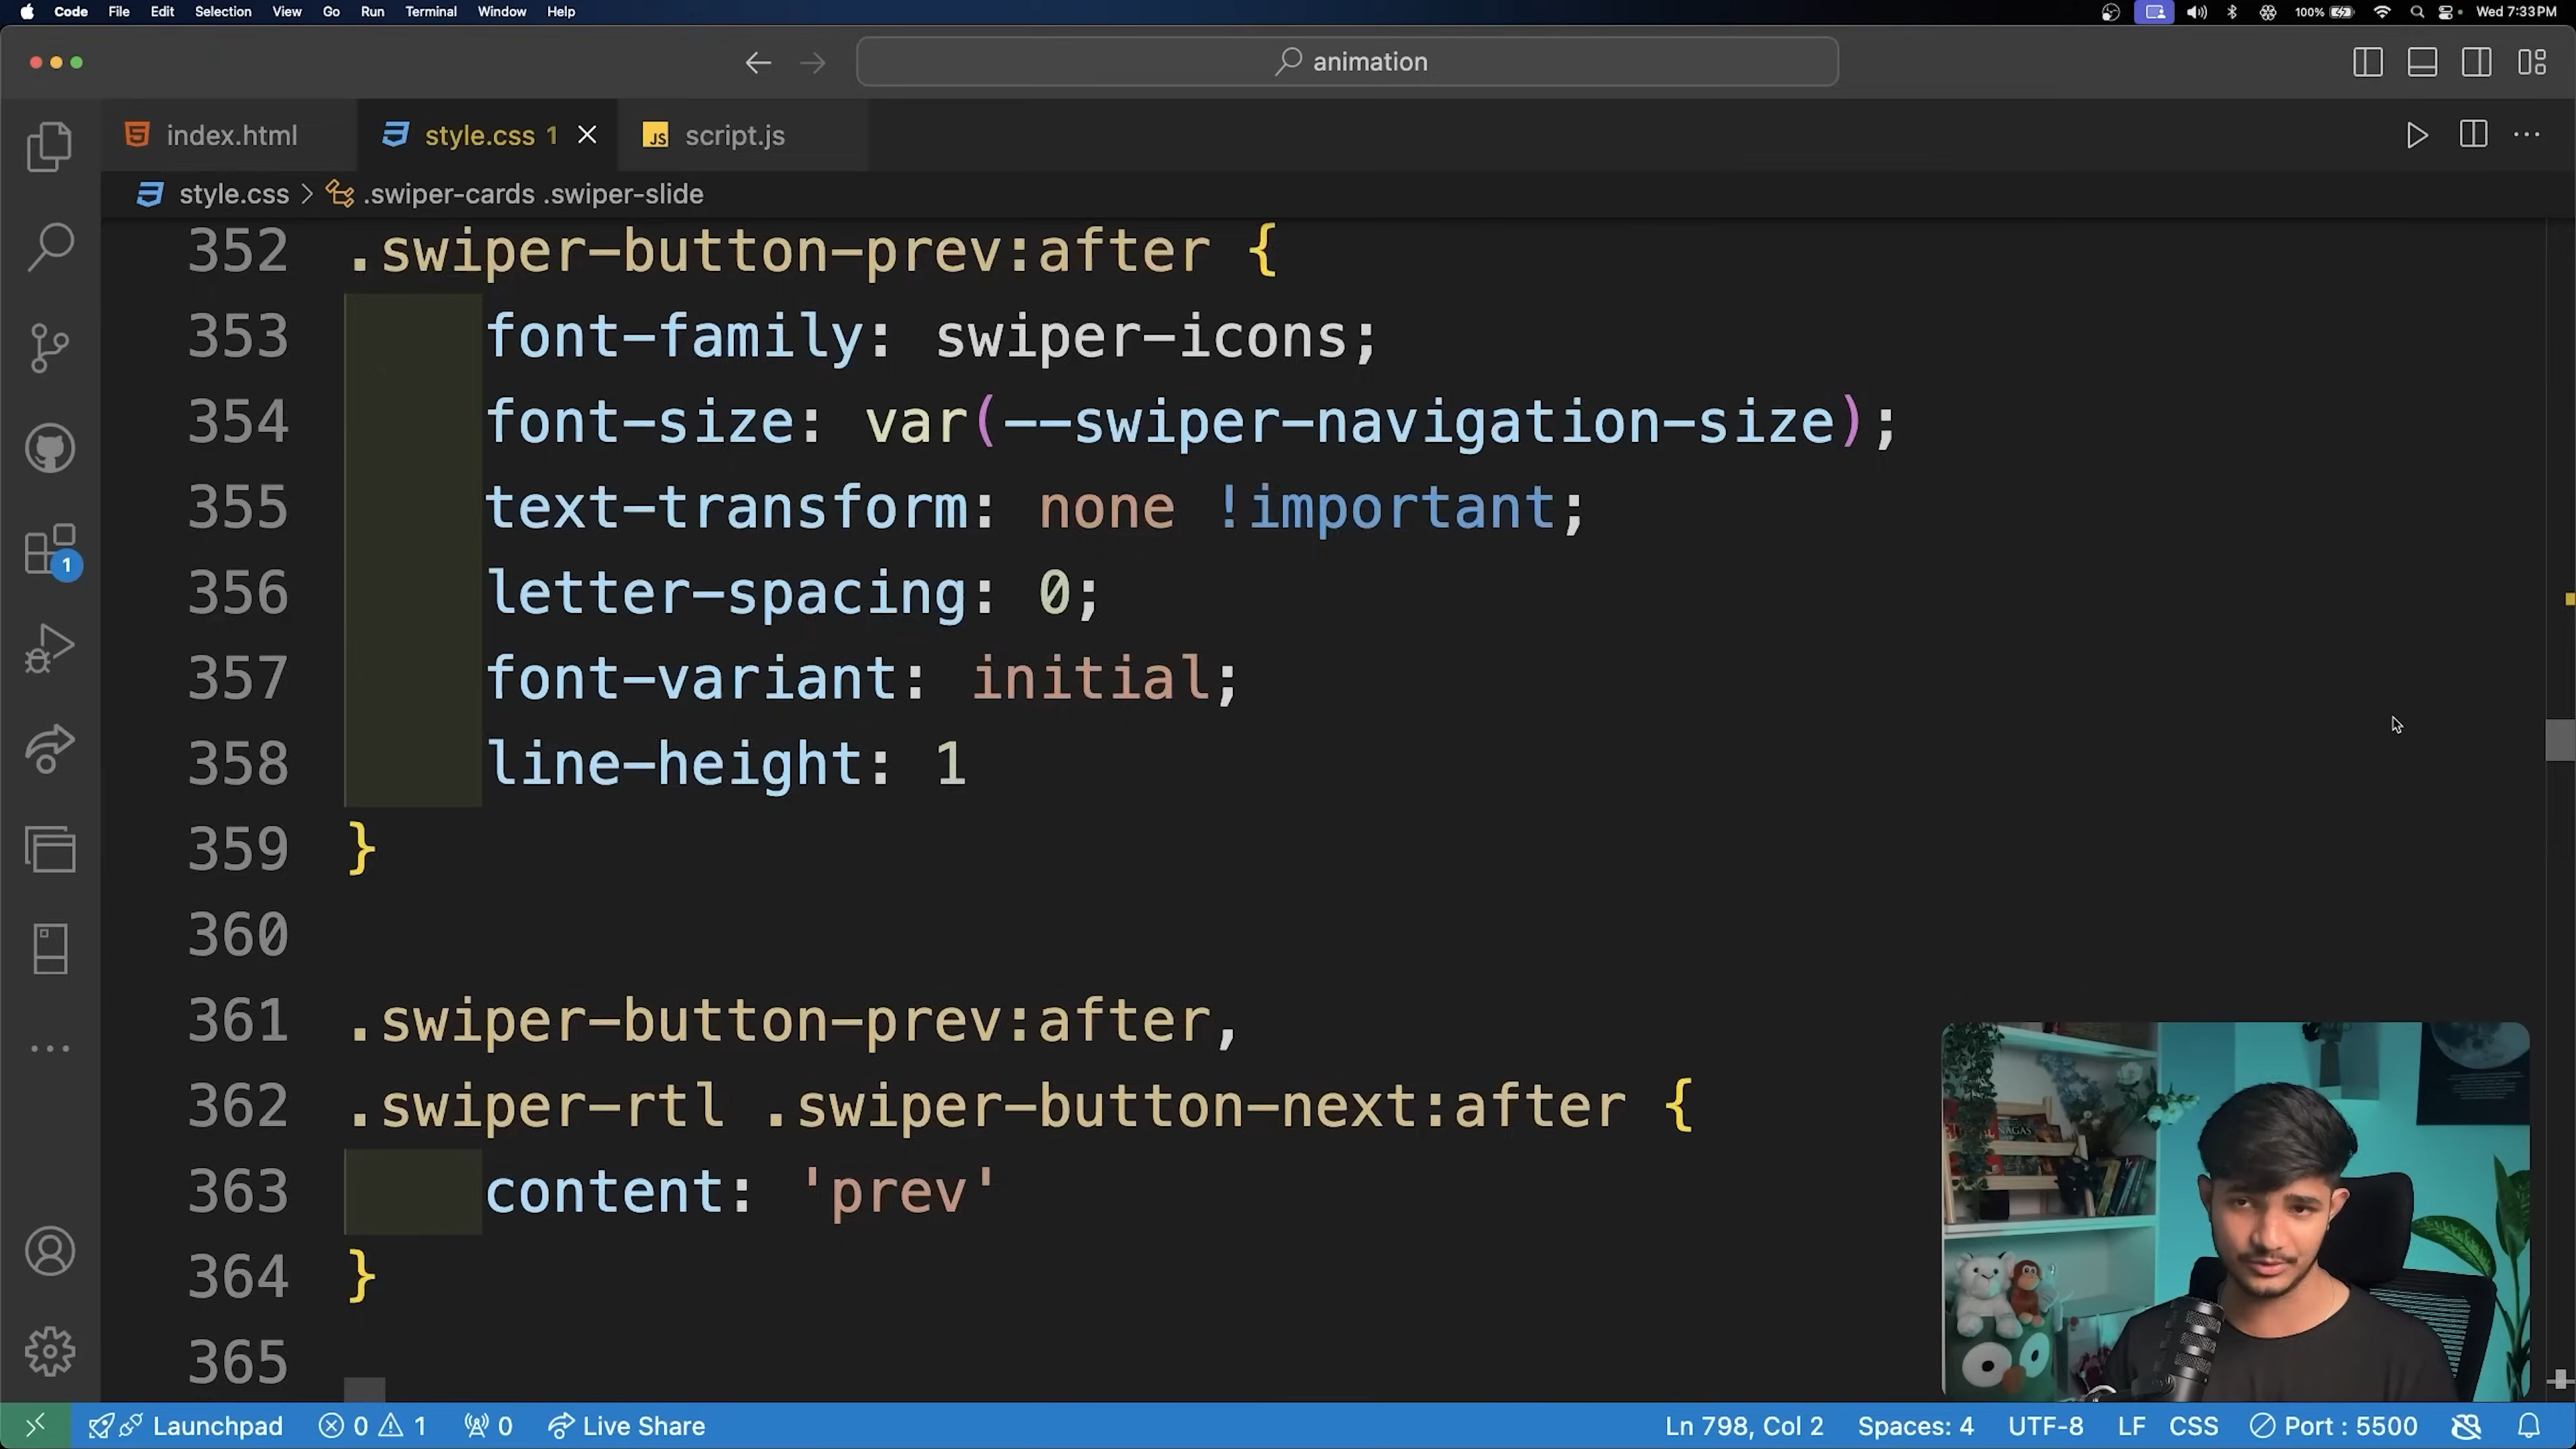 Code File Edit Selection View Go Run Terminal Window Help 100% Wed 7:33PM
animation
index.html style.css 1 JS script.js
style.css > .swiper-cards .swiper-slide
352 .swiper-button-prev:after {
353 font-family: swiper-icons;
354 font-size: var(--swiper-navigation-size);
355 text-transform: none !important;
356 letter-spacing: 0;
357 font-variant: initial;
358 line-height: 1
359 }
360
361 .swiper-button-prev:after,
362 .swiper-rtl .swiper-button-next:after {
363 content: 'prev'
364 }
365
1
NAGAS
Launchpad 0 1 0 Live Share Ln 798, Col 2 Spaces: 4 UTF-8 LF CSS Port : 5500